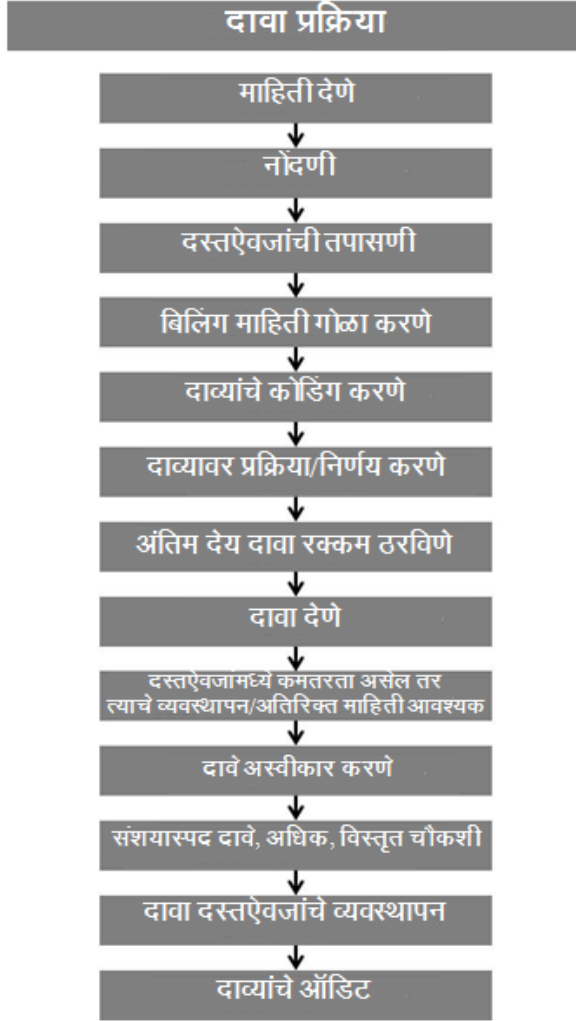 दावा प्रक्रिया
माहिती देणे
नोंदणी
दस्तऐवजांची तपासणी
बिलिंग माहिती गोळा करणे
दाव्यांचे कोडिंग करणे
दाव्यावर प्रक्रिया/निर्णय करणे
अंतिम देय दावा रक्कम ठरविणे
दावा देणे
दस्तऐवजांमध्ये कमतरता असेल तर
त्याचे व्यवस्थापन/अतिरिक्त माहिती आवश्यक
दावे अस्वीकार करणे
संशयास्पद दावे, अधिक, विस्तृत चौकशी
दावा दस्तऐवजांचे व्यवस्थापन
दाव्यांचे ऑडिट